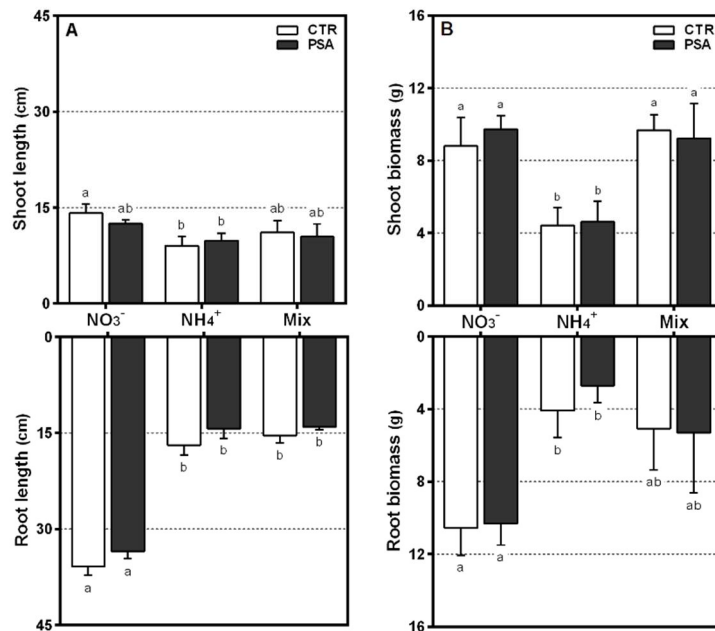 A
CTR
PSA
Shoot length (cm)
45
30
15
0
a
ab
b
b
ab
ab
NO₃⁻
NH₄⁺
Mix
Root length (cm)
0
15
30
45
a
a
b
b
b
b
B
CTR
PSA
Shoot biomass (g)
16
12
8
4
0
a
a
b
b
a
a
NO₃⁻
NH₄⁺
Mix
Root biomass (g)
0
4
8
12
16
a
a
b
b
ab
ab